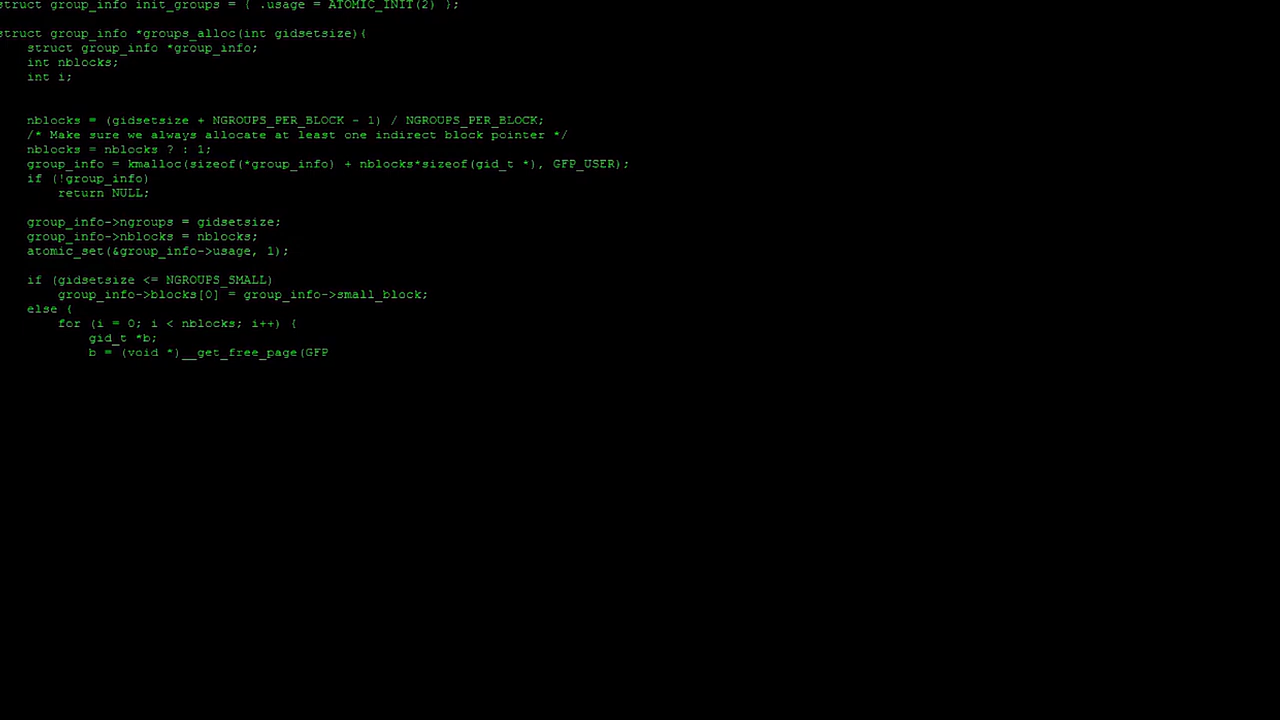 struct group_info init_groups = { .usage = ATOMIC_INIT(2) };
struct group_info *groups_alloc(int gidsetsize){
struct group_info *group_info;
int nblocks;
int i;
nblocks = (gidsetsize + NGROUPS_PER_BLOCK - 1) / NGROUPS_PER_BLOCK;
/* Make sure we always allocate at least one indirect block pointer */
nblocks = nblocks ? : 1;
group_info = kmalloc(sizeof(*group_info) + nblocks*sizeof(gid_t *), GFP_USER);
if (!group_info)
return NULL;
group_info->ngroups = gidsetsize;
group_info->nblocks = nblocks;
atomic_set(&group_info->usage, 1);
if (gidsetsize <= NGROUPS_SMALL)
group_info->blocks[0] = group_info->small_block;
else {
for (i = 0; i < nblocks; i++) {
gid_t *b;
b = (void *)__get_free_page(GFP